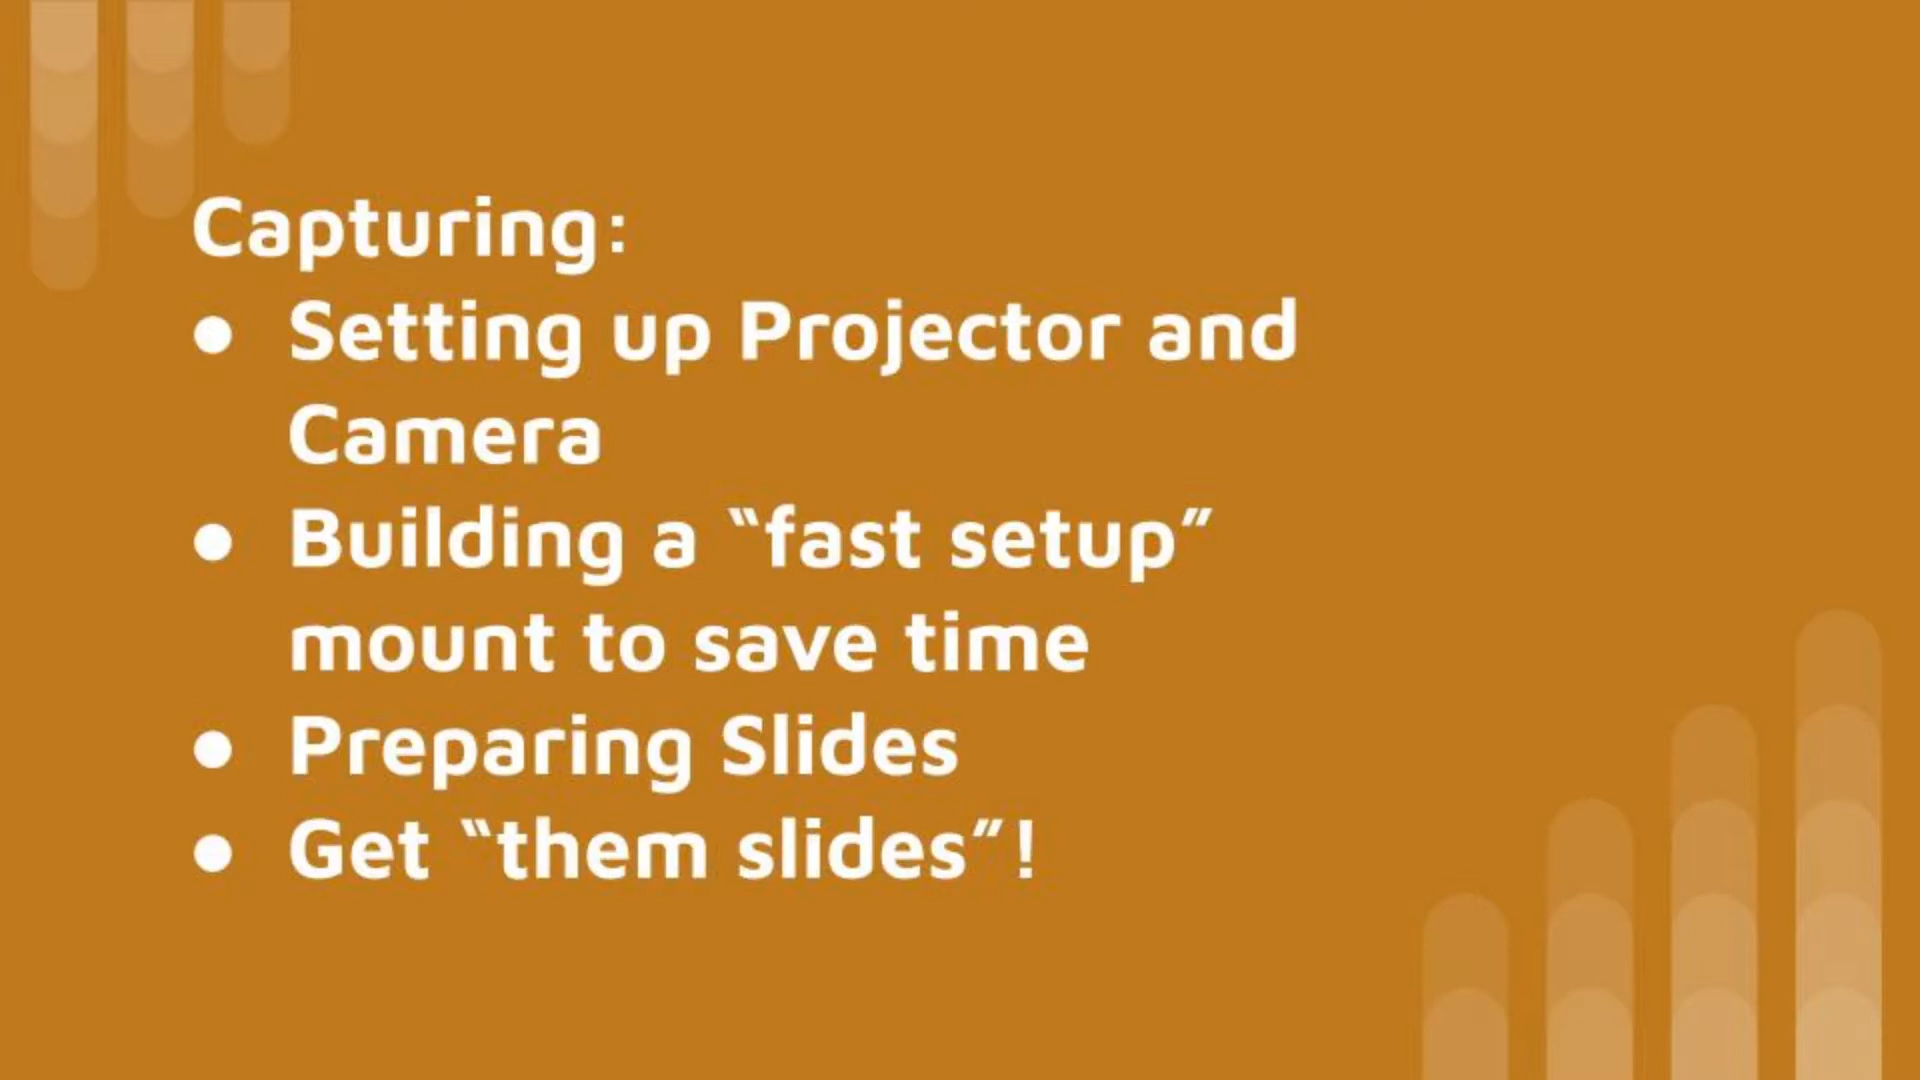 Capturing:
● Setting up Projector and
Camera
● Building a “fast setup”
mount to save time
● Preparing Slides
● Get “them slides”!